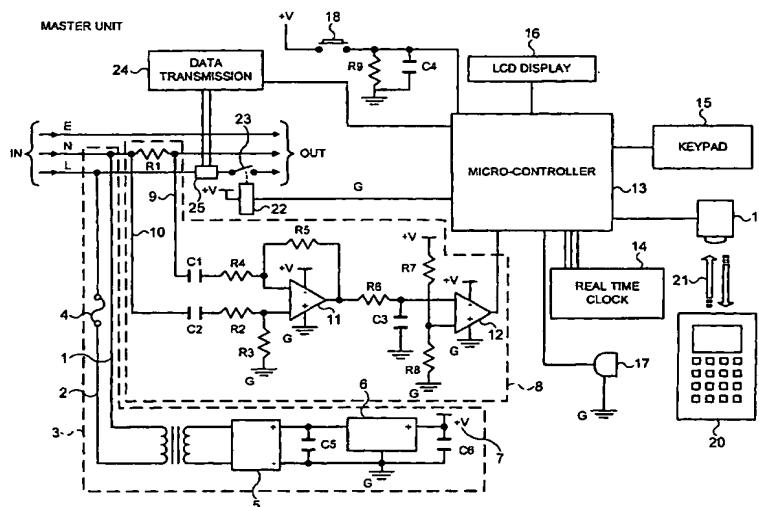 MASTER UNIT
+V
18
16
24
DATA
TRANSMISSION
R9
C4
LCD DISPLAY
15
KEYPAD
MICRO-CONTROLLER
13
IN
E
N
L
R1
23
OUT
9
25
+V
22
G
1
10
C1
R4
R5
+V
-
+
11
G
C2
R2
R3
G
R6
C3
+V
R7
+V
-
+
12
G
R8
G
14
REAL TIME
CLOCK
21
17
G
20
4
1
2
3
8
6
+
-
C5
+
+V
7
C6
G
5